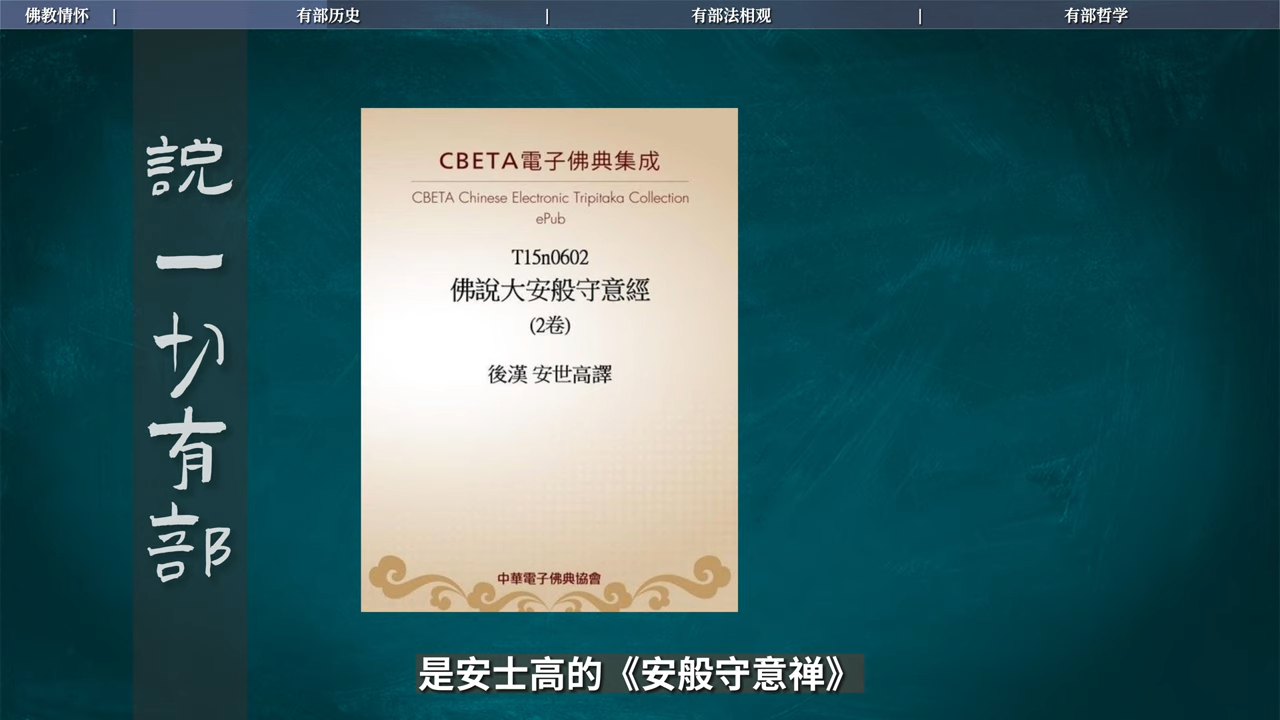 佛教情怀 | 有部历史 | 有部法相观 | 有部哲学
説一切有部
CBETA電子佛典集成
CBETA Chinese Electronic Tripitaka Collection
ePub
T15n0602
佛說大安般守意經
(2卷)
後漢 安世高譯
中華電子佛典協會
是安士高的《安般守意禅》